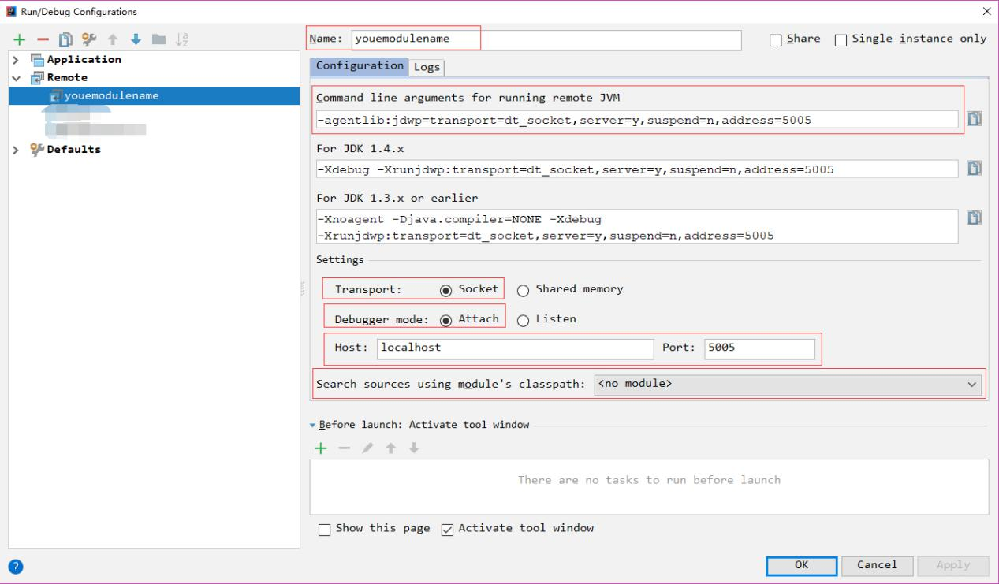 Run/Debug Configurations
Application
Remote
youemodulename
Defaults
Name: youemodulename
Share
Single instance only
Configuration
Logs
Command line arguments for running remote JVM
-agentlib:jdwp=transport=dt_socket,server=y,suspend=n,address=5005
For JDK 1.4.x
-Xdebug -Xrunjdwp:transport=dt_socket,server=y,suspend=n,address=5005
For JDK 1.3.x or earlier
-Xnoagent -Djava.compiler=NONE -Xdebug
-Xrunjdwp:transport=dt_socket,server=y,suspend=n,address=5005
Settings
Transport: Socket Shared memory
Debugger mode: Attach Listen
Host: localhost Port: 5005
Search sources using module's classpath: <no module>
Before launch: Activate tool window
There are no tasks to run before launch
Show this page Activate tool window
OK Cancel Apply